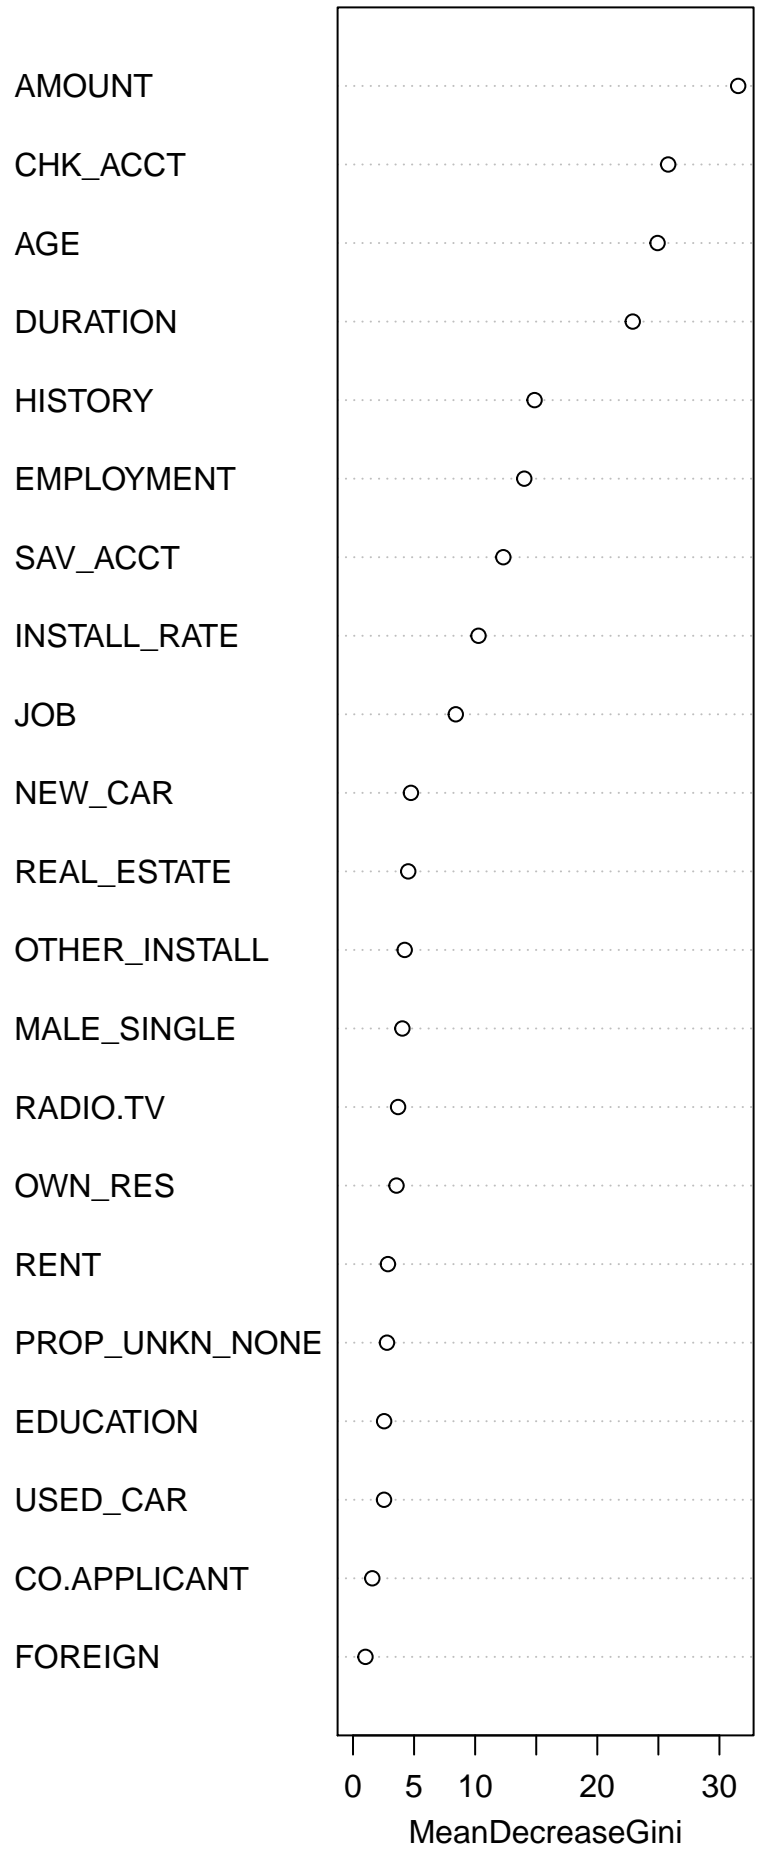 AMOUNT
CHK_ACCT
AGE
DURATION
HISTORY
EMPLOYMENT
SAV_ACCT
INSTALL_RATE
JOB
NEW_CAR
REAL_ESTATE
OTHER_INSTALL
MALE_SINGLE
RADIO.TV
OWN_RES
RENT
PROP_UNKN_NONE
EDUCATION
USED_CAR
CO.APPLICANT
FOREIGN
0 5 10 20 30
MeanDecreaseGini